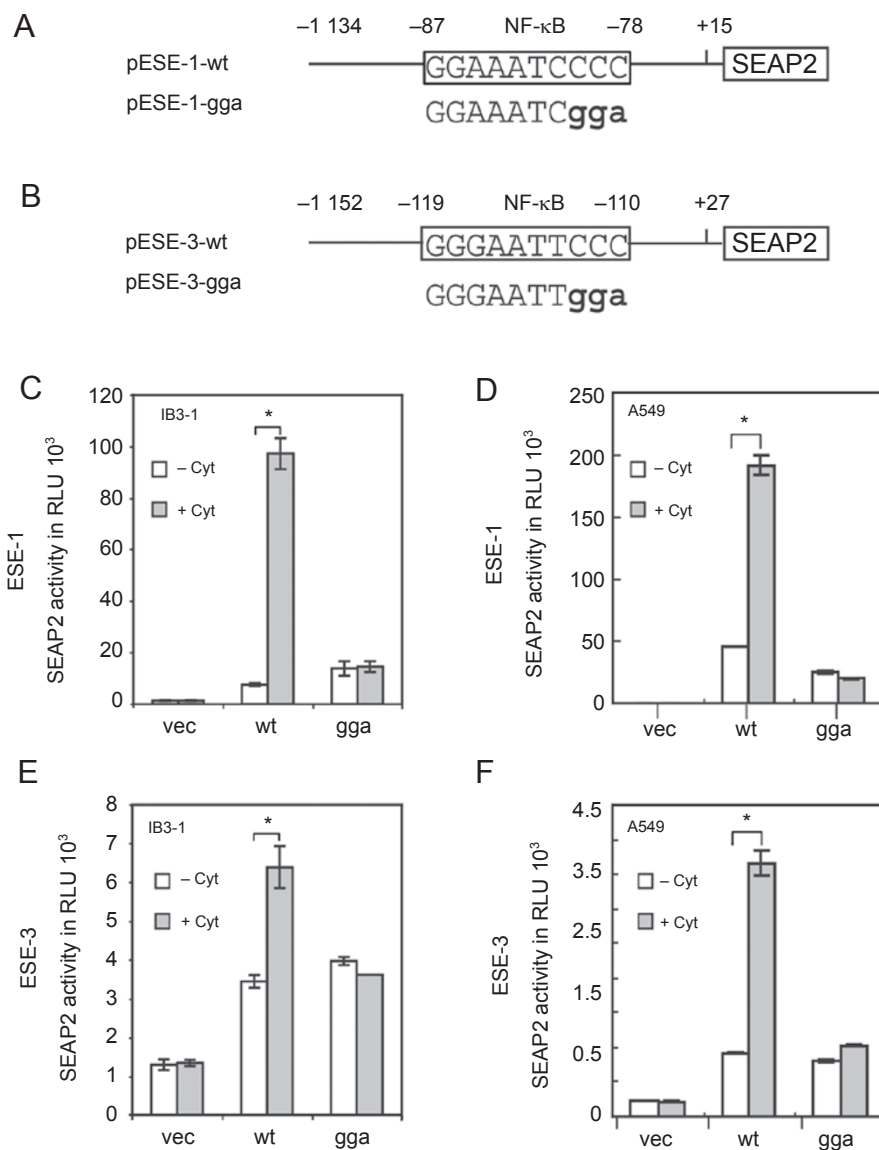 A
–1 134 –87 NF-κB –78 +15
pESE-1-wt GGAAATCCCC SEAP2
pESE-1-gga GGAAATCgga
B
–1 152 –119 NF-κB –110 +27
pESE-3-wt GGGAATTCCC SEAP2
pESE-3-gga GGGAATTgga
C
ESE-1
SEAP2 activity in RLU 10³
120
100
80
60
40
20
0
IB3-1
*
– Cyt
+ Cyt
vec wt gga
D
ESE-1
SEAP2 activity in RLU 10³
250
200
150
100
50
0
A549
*
– Cyt
+ Cyt
vec wt gga
E
ESE-3
SEAP2 activity in RLU 10³
8
7
6
5
4
3
2
1
0
IB3-1
*
– Cyt
+ Cyt
vec wt gga
F
ESE-3
SEAP2 activity in RLU 10³
4.5
3.5
2.5
1.5
0.5
0
A549
*
– Cyt
+ Cyt
vec wt gga